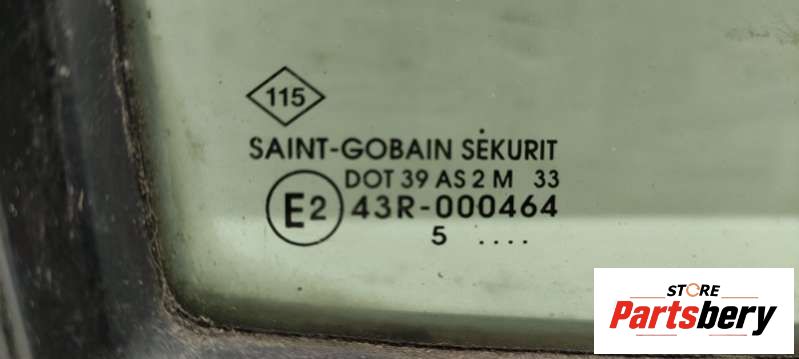 115
SAINT-GOBAIN SEKURIT
DOT 39 AS 2 M 33
E2 43R-000464
5 ....
STORE
Partsbery